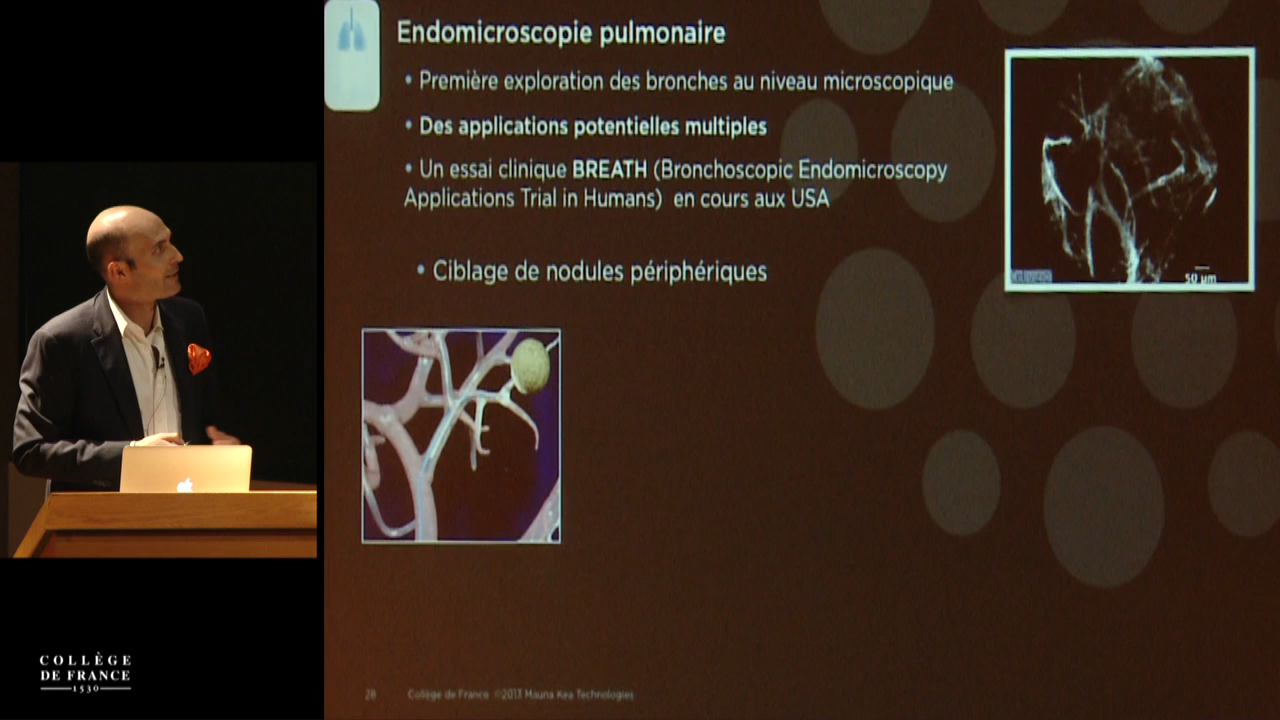 Endomicroscopie pulmonaire
• Première exploration des bronches au niveau microscopique
• Des applications potentielles multiples
• Un essai clinique BREATH (Bronchoscopic Endomicroscopy
Applications Trial in Humans) en cours aux USA
• Ciblage de nodules périphériques
50 µm
COLLÈGE
DE FRANCE
1530
28 Collège de France ©2013 Mauna Kea Technologies